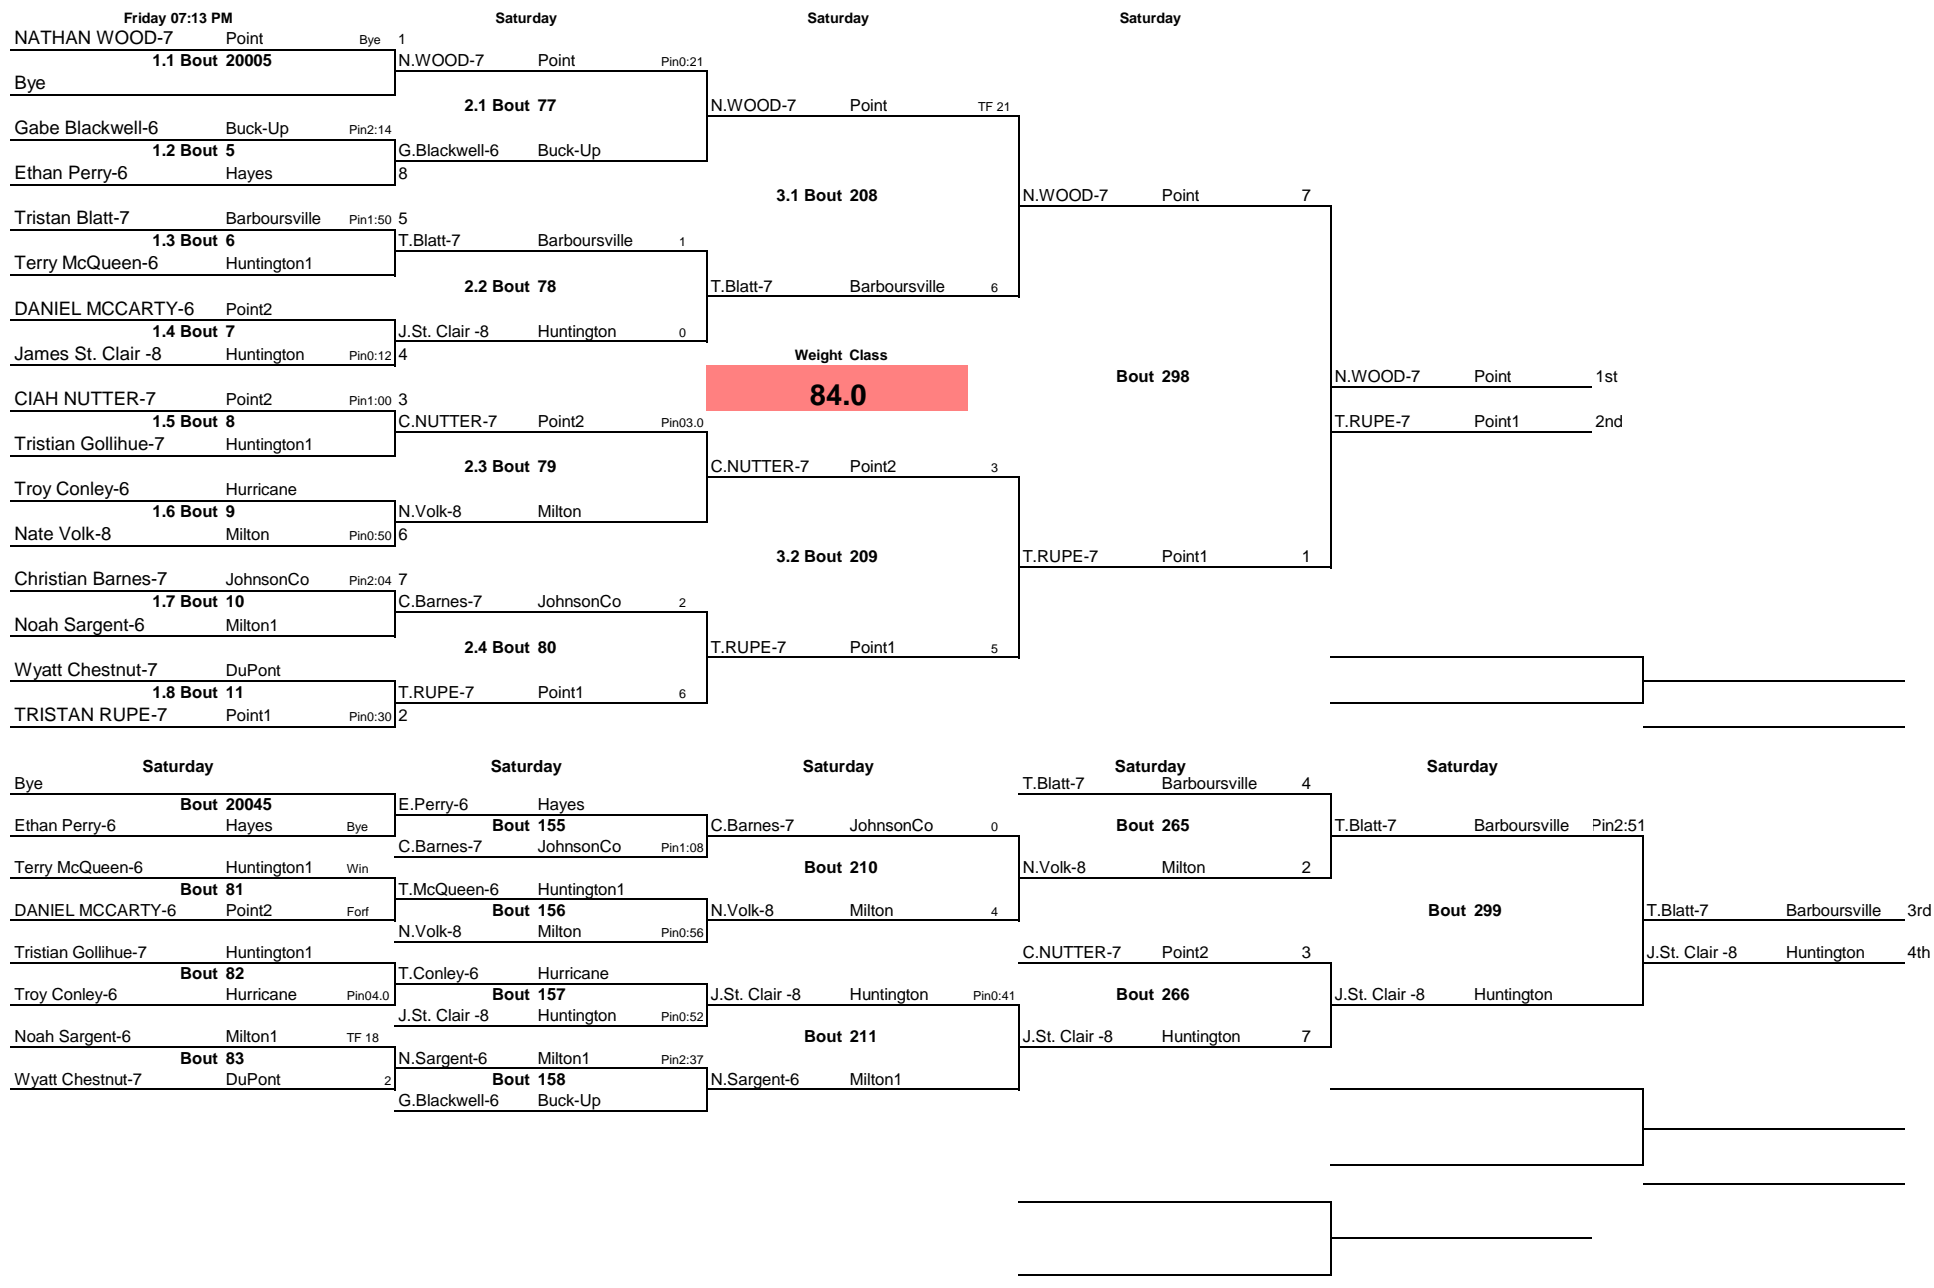 Friday 07:13 PM Saturday Saturday Saturday
NATHAN WOOD-7 Point Bye 1
1.1 Bout 20005 N.WOOD-7 Point Pin0:21
Bye
2.1 Bout 77 N.WOOD-7 Point TF 21
Gabe Blackwell-6 Buck-Up Pin2:14
1.2 Bout 5 G.Blackwell-6 Buck-Up
Ethan Perry-6 Hayes 8
3.1 Bout 208 N.WOOD-7 Point 7
Tristan Blatt-7 Barboursville Pin1:50 5
1.3 Bout 6 T.Blatt-7 Barboursville 1
Terry McQueen-6 Huntington1
2.2 Bout 78 T.Blatt-7 Barboursville 6
DANIEL MCCARTY-6 Point2
1.4 Bout 7 J.St. Clair -8 Huntington 0
James St. Clair -8 Huntington Pin0:12 4 Weight Class
Bout 298 N.WOOD-7 Point 1st
84.0
CIAH NUTTER-7 Point2 Pin1:00 3
1.5 Bout 8 C.NUTTER-7 Point2 Pin03.0 T.RUPE-7 Point1 2nd
Tristian Gollihue-7 Huntington1
2.3 Bout 79 C.NUTTER-7 Point2 3
Troy Conley-6 Hurricane
1.6 Bout 9 N.Volk-8 Milton
Nate Volk-8 Milton Pin0:50 6
3.2 Bout 209 T.RUPE-7 Point1 1
Christian Barnes-7 JohnsonCo Pin2:04 7
1.7 Bout 10 C.Barnes-7 JohnsonCo 2
Noah Sargent-6 Milton1
2.4 Bout 80 T.RUPE-7 Point1 5
Wyatt Chestnut-7 DuPont
1.8 Bout 11 T.RUPE-7 Point1 6
TRISTAN RUPE-7 Point1 Pin0:30 2
Saturday Saturday Saturday Saturday Saturday
Bye T.Blatt-7 Barboursville 4
Bout 20045 E.Perry-6 Hayes
Ethan Perry-6 Hayes Bye Bout 155 C.Barnes-7 JohnsonCo 0 Bout 265 T.Blatt-7 Barboursville Pin2:51
C.Barnes-7 JohnsonCo Pin1:08
Terry McQueen-6 Huntington1 Win Bout 210 N.Volk-8 Milton 2
Bout 81 T.McQueen-6 Huntington1
DANIEL MCCARTY-6 Point2 Forf Bout 156 N.Volk-8 Milton 4 Bout 299 T.Blatt-7 Barboursville 3rd
N.Volk-8 Milton Pin0:56
Tristian Gollihue-7 Huntington1 C.NUTTER-7 Point2 3 J.St. Clair -8 Huntington 4th
Bout 82 T.Conley-6 Hurricane
Troy Conley-6 Hurricane Pin04.0 Bout 157 J.St. Clair -8 Huntington Pin0:41 Bout 266 J.St. Clair -8 Huntington
J.St. Clair -8 Huntington Pin0:52
Noah Sargent-6 Milton1 TF 18 Bout 211 J.St. Clair -8 Huntington 7
Bout 83 N.Sargent-6 Milton1 Pin2:37
Wyatt Chestnut-7 DuPont 2 Bout 158 N.Sargent-6 Milton1
G.Blackwell-6 Buck-Up